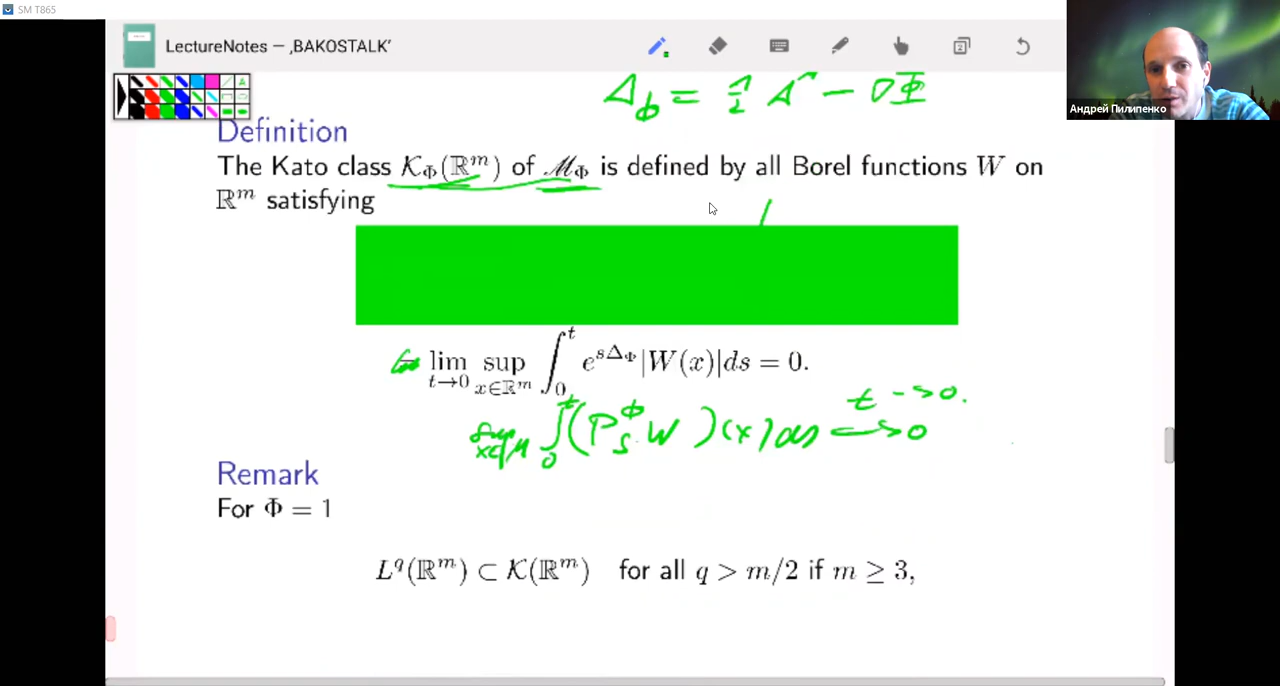 SM T865
LectureNotes – ‚BAKOSTALK‘
Андрей Пилипенко
Δ_Φ = 1/2 Δ - ∇Φ
Definition
The Kato class 𝒦_Φ(ℝ^m) of ℳ_Φ is defined by all Borel functions W on
ℝ^m satisfying
lim_{t→0} sup_{x∈ℝ^m} ∫_0^t e^{sΔ_Φ}|W(x)|ds = 0.
t -> 0.
sup ∫_0^t (P_s^Φ W)(x) ds -> 0
Remark
For Φ = 1
L^q(ℝ^m) ⊂ 𝒦(ℝ^m) for all q > m/2 if m ≥ 3,